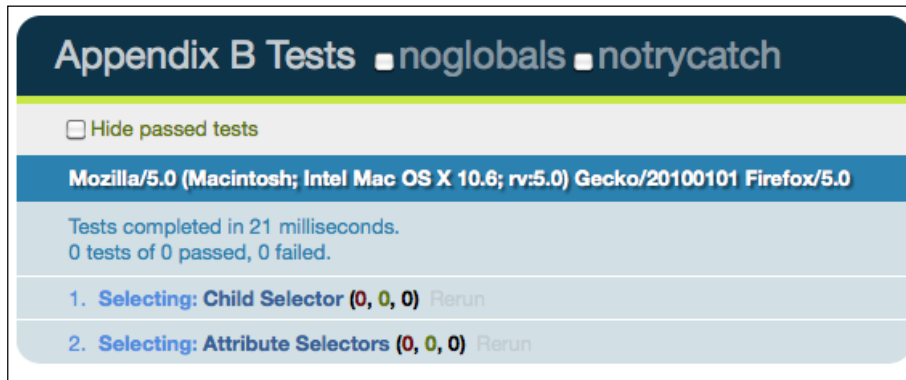 Appendix B Tests noglobals notrycatch
Hide passed tests
Mozilla/5.0 (Macintosh; Intel Mac OS X 10.6; rv:5.0) Gecko/20100101 Firefox/5.0
Tests completed in 21 milliseconds.
0 tests of 0 passed, 0 failed.
1. Selecting: Child Selector (0, 0, 0) Rerun
2. Selecting: Attribute Selectors (0, 0, 0) Rerun